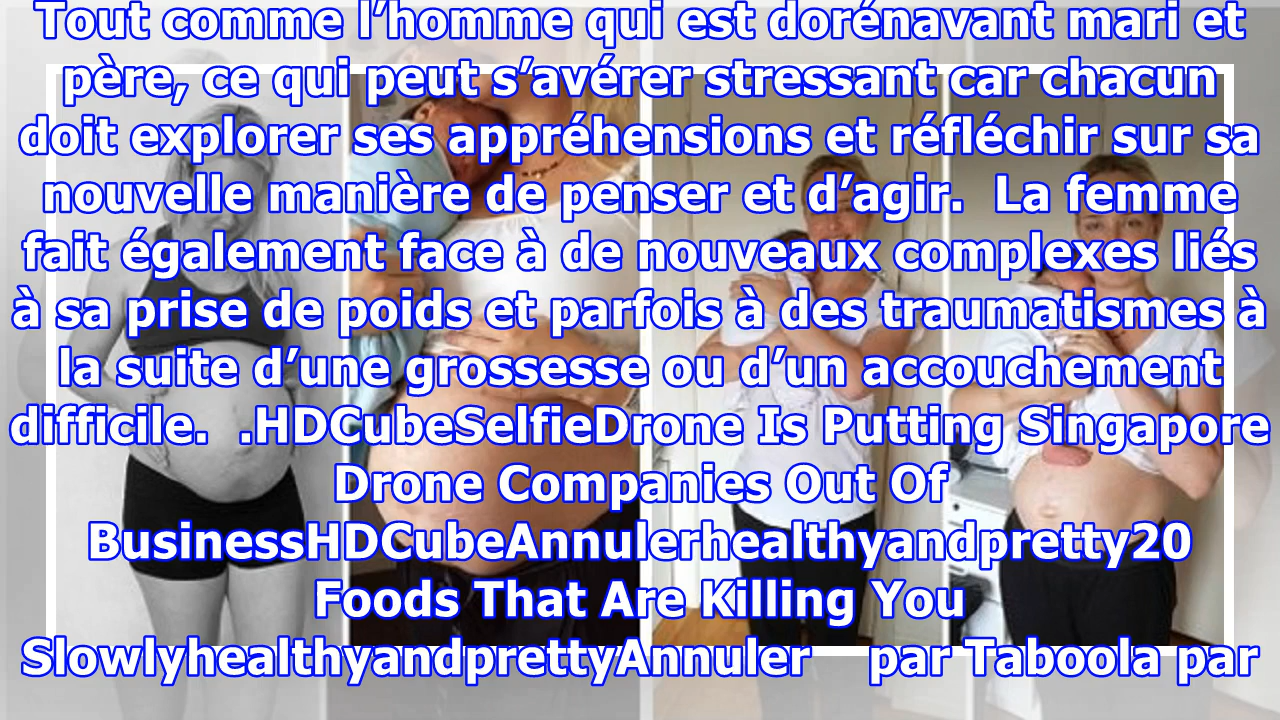 Tout comme l’homme qui est dorénavant mari et
père, ce qui peut s’avérer stressant car chacun
doit explorer ses appréhensions et réfléchir sur sa
nouvelle manière de penser et d’agir.  La femme
fait également face à de nouveaux complexes liés
à sa prise de poids et parfois à des traumatismes à
la suite d’une grossesse ou d’un accouchement
difficile.  .HDCubeSelfieDrone Is Putting Singapore
Drone Companies Out Of
BusinessHDCubeAnnulerhealthyandpretty20
Foods That Are Killing You
SlowlyhealthyandprettyAnnuler    par Taboola par